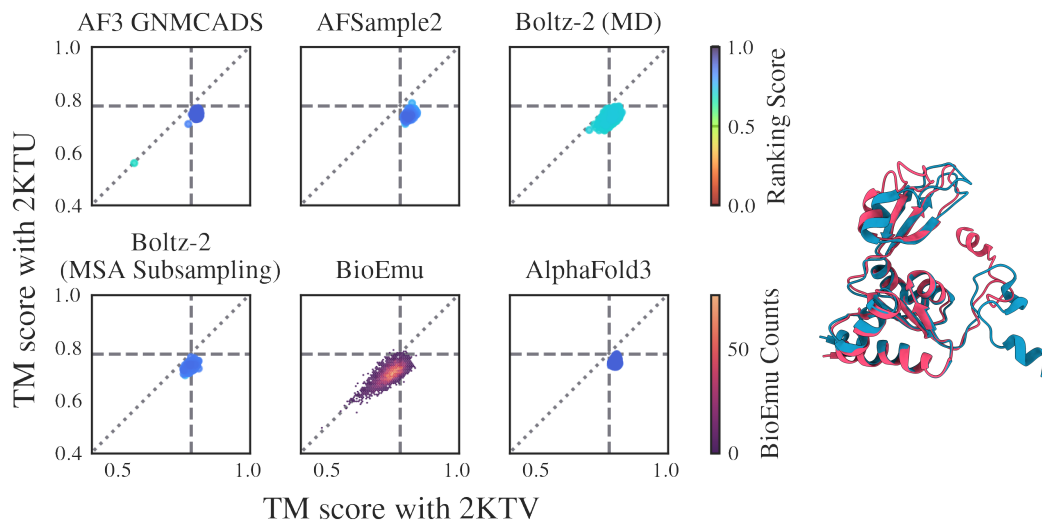 AF3 GNMCADS
AFSample2
Boltz-2 (MD)
1.0
0.8
0.6
0.4
1.0
0.5
0.0
Ranking Score
TM score with 2KTU
Boltz-2
(MSA Subsampling)
BioEmu
AlphaFold3
1.0
0.8
0.6
0.4
0.5
1.0
0.5
1.0
0.5
1.0
50
0
BioEmu Counts
TM score with 2KTV